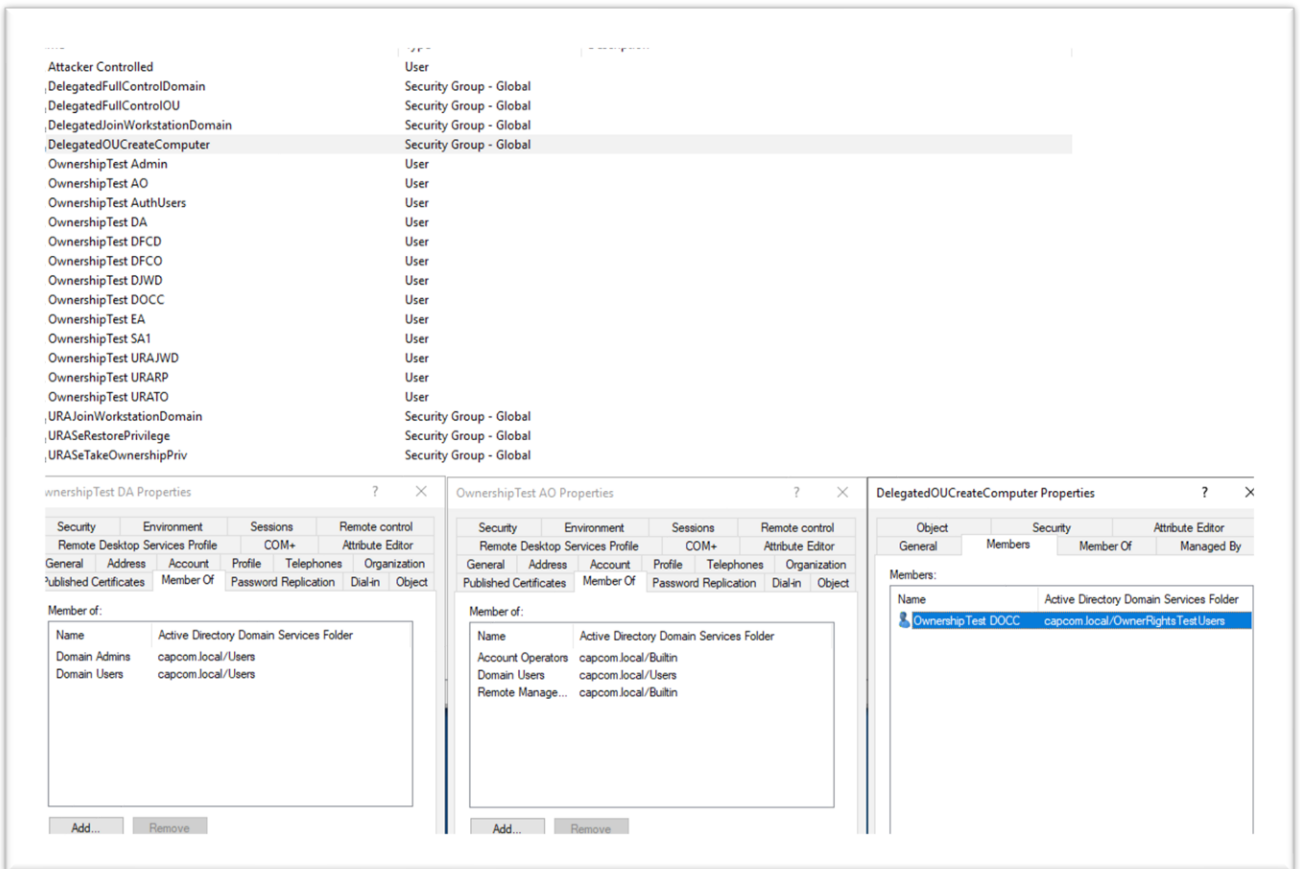 Attacker Controlled User
DelegatedFullControlDomain Security Group - Global
DelegatedFullControlOU Security Group - Global
DelegatedJoinWorkstationDomain Security Group - Global
DelegatedOUCreateComputer Security Group - Global
OwnershipTest Admin User
OwnershipTest AO User
OwnershipTest AuthUsers User
OwnershipTest DA User
OwnershipTest DFCD User
OwnershipTest DFCO User
OwnershipTest DJWD User
OwnershipTest DOCC User
OwnershipTest EA User
OwnershipTest SA1 User
OwnershipTest URAJWD User
OwnershipTest URARP User
OwnershipTest URATO User
URAJoinWorkstationDomain Security Group - Global
URASeRestorePrivilege Security Group - Global
URASeTakeOwnershipPriv Security Group - Global
wnershipTest DA Properties ?
Security Environment Sessions Remote control
Remote Desktop Services Profile COM+ Attribute Editor
General Address Account Profile Telephones Organization
Published Certificates Member Of Password Replication Dial-in Object
Member of:
Name Active Directory Domain Services Folder
Domain Admins capcom.local/Users
Domain Users capcom.local/Users
Add... Remove
OwnershipTest AO Properties ?
Security Environment Sessions Remote control
Remote Desktop Services Profile COM+ Attribute Editor
General Address Account Profile Telephones Organization
Published Certificates Member Of Password Replication Dial-in Object
Member of:
Name Active Directory Domain Services Folder
Account Operators capcom.local/Builtin
Domain Users capcom.local/Users
Remote Manage... capcom.local/Builtin
Add... Remove
DelegatedOUCreateComputer Properties ?
Object Security Attribute Editor
General Members Member Of Managed By
Members:
Name Active Directory Domain Services Folder
OwnershipTest DOCC capcom.local/OwnerRightsTestUsers